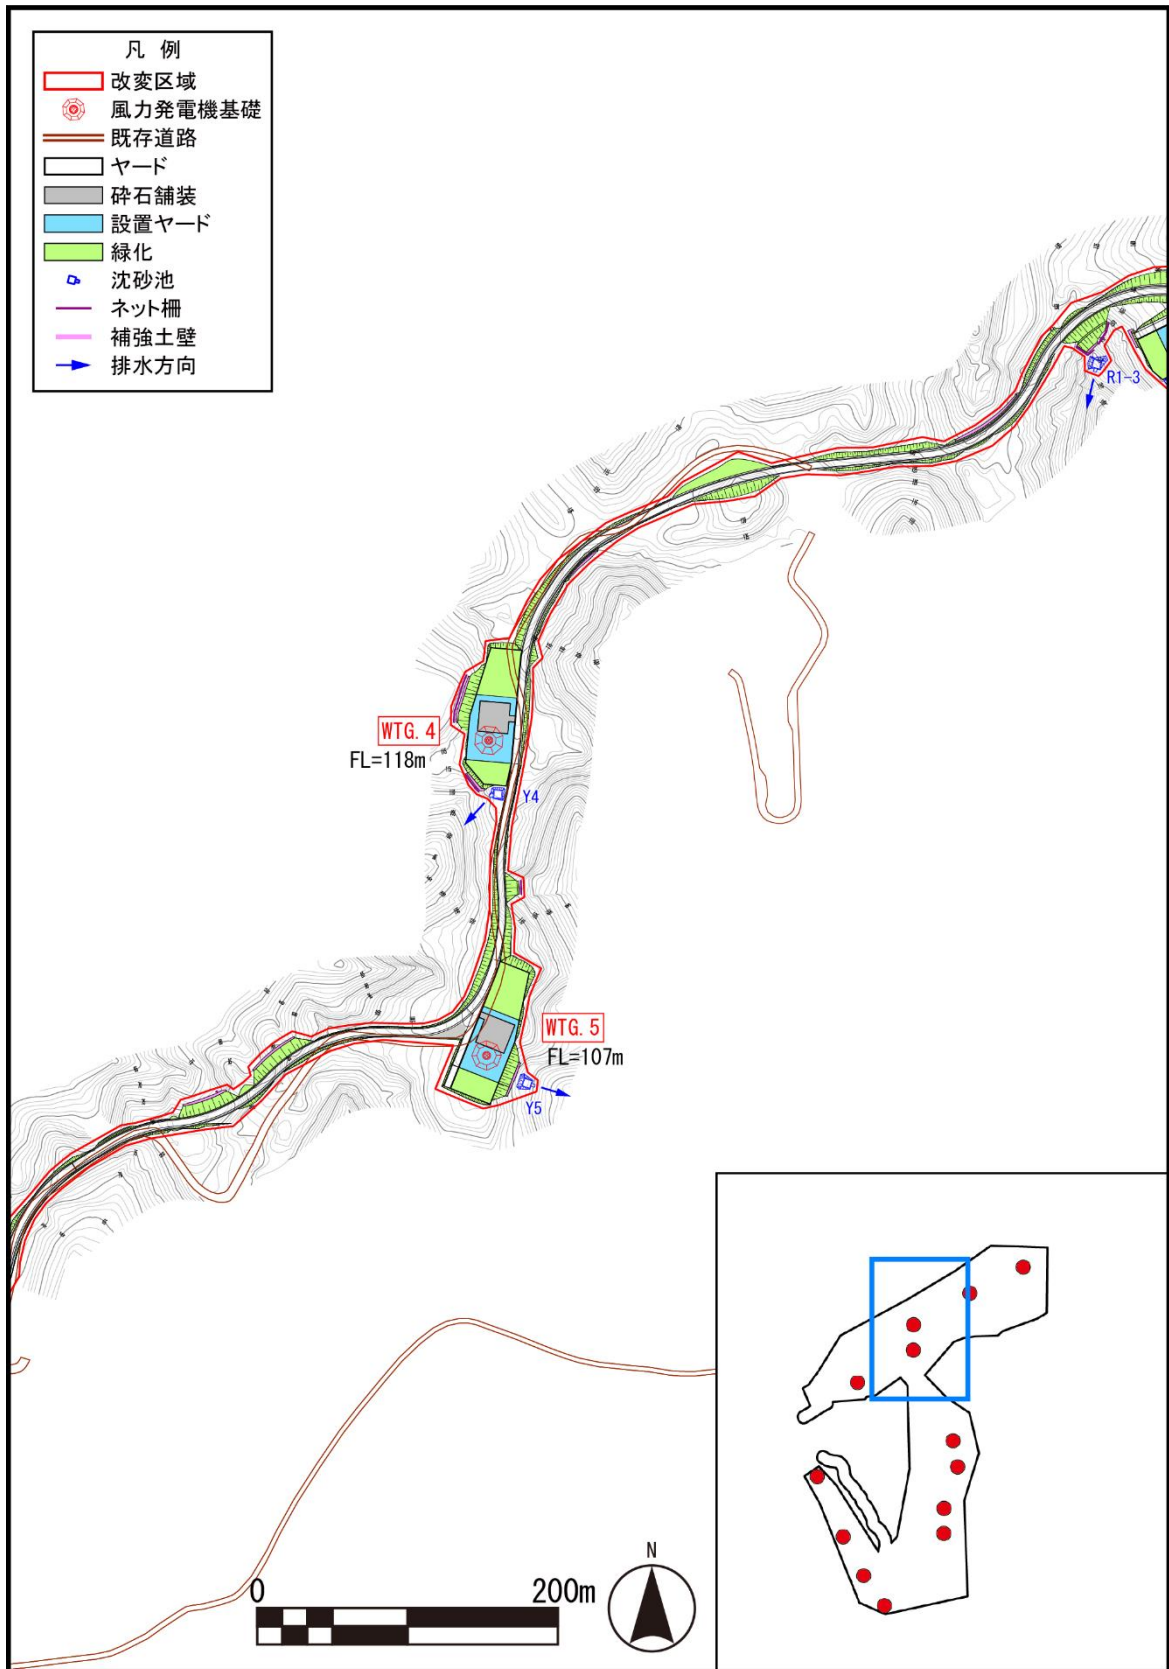 凡 例
改変区域
風力発電機基礎
既存道路
ヤード
砕石舗装
設置ヤード
緑化
沈砂池
ネット柵
補強土壁
排水方向
R1-3
WTG. 4
FL=118m
Y4
WTG. 5
FL=107m
Y5
0
200m
N